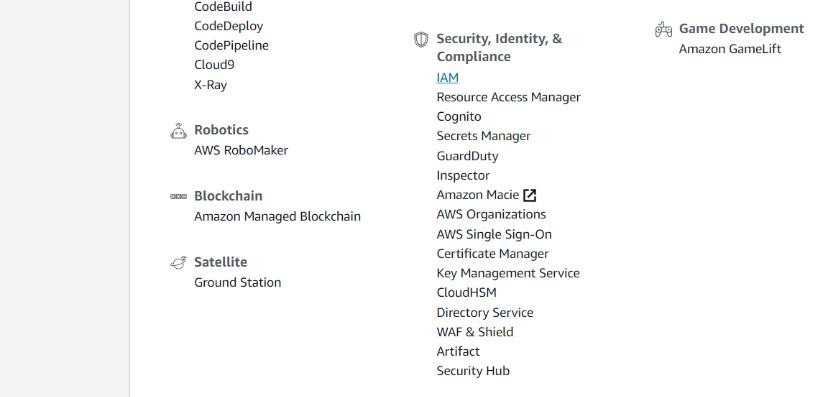 CodeBuild
CodeDeploy
CodePipeline
Cloud9
X-Ray
Robotics
AWS RoboMaker
Blockchain
Amazon Managed Blockchain
Satellite
Ground Station
Security, Identity, &
Compliance
IAM
Resource Access Manager
Cognito
Secrets Manager
GuardDuty
Inspector
Amazon Macie
AWS Organizations
AWS Single Sign-On
Certificate Manager
Key Management Service
CloudHSM
Directory Service
WAF & Shield
Artifact
Security Hub
Game Development
Amazon GameLift